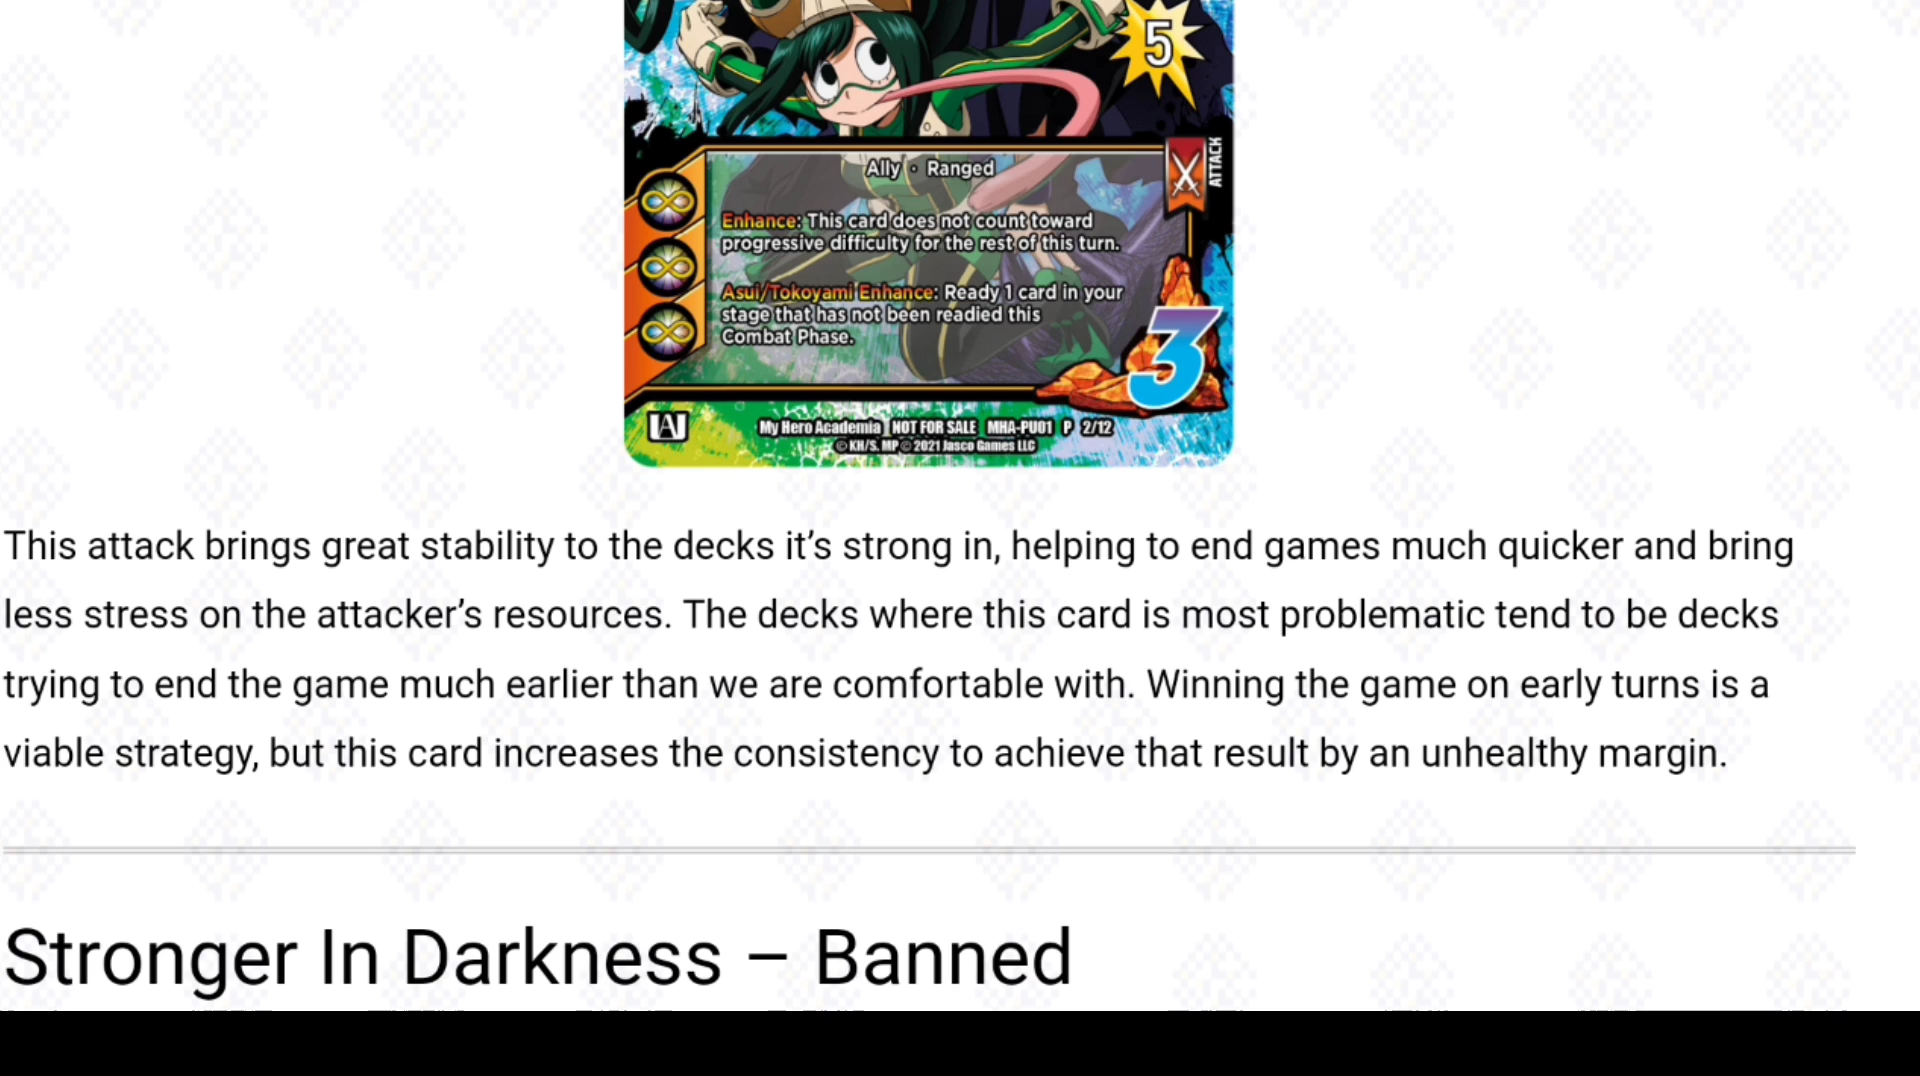 5
ATTACK
Ally · Ranged
Enhance: This card does not count toward
progressive difficulty for the rest of this turn.
Asui/Tokoyami Enhance: Ready 1 card in your
stage that has not been readied this
Combat Phase.
3
UA
My Hero Academia NOT FOR SALE MHA-PU01 P 2/12
© KH/S. MP © 2021 Jasco Games LLC
This attack brings great stability to the decks it’s strong in, helping to end games much quicker and bring
less stress on the attacker’s resources. The decks where this card is most problematic tend to be decks
trying to end the game much earlier than we are comfortable with. Winning the game on early turns is a
viable strategy, but this card increases the consistency to achieve that result by an unhealthy margin.
Stronger In Darkness – Banned